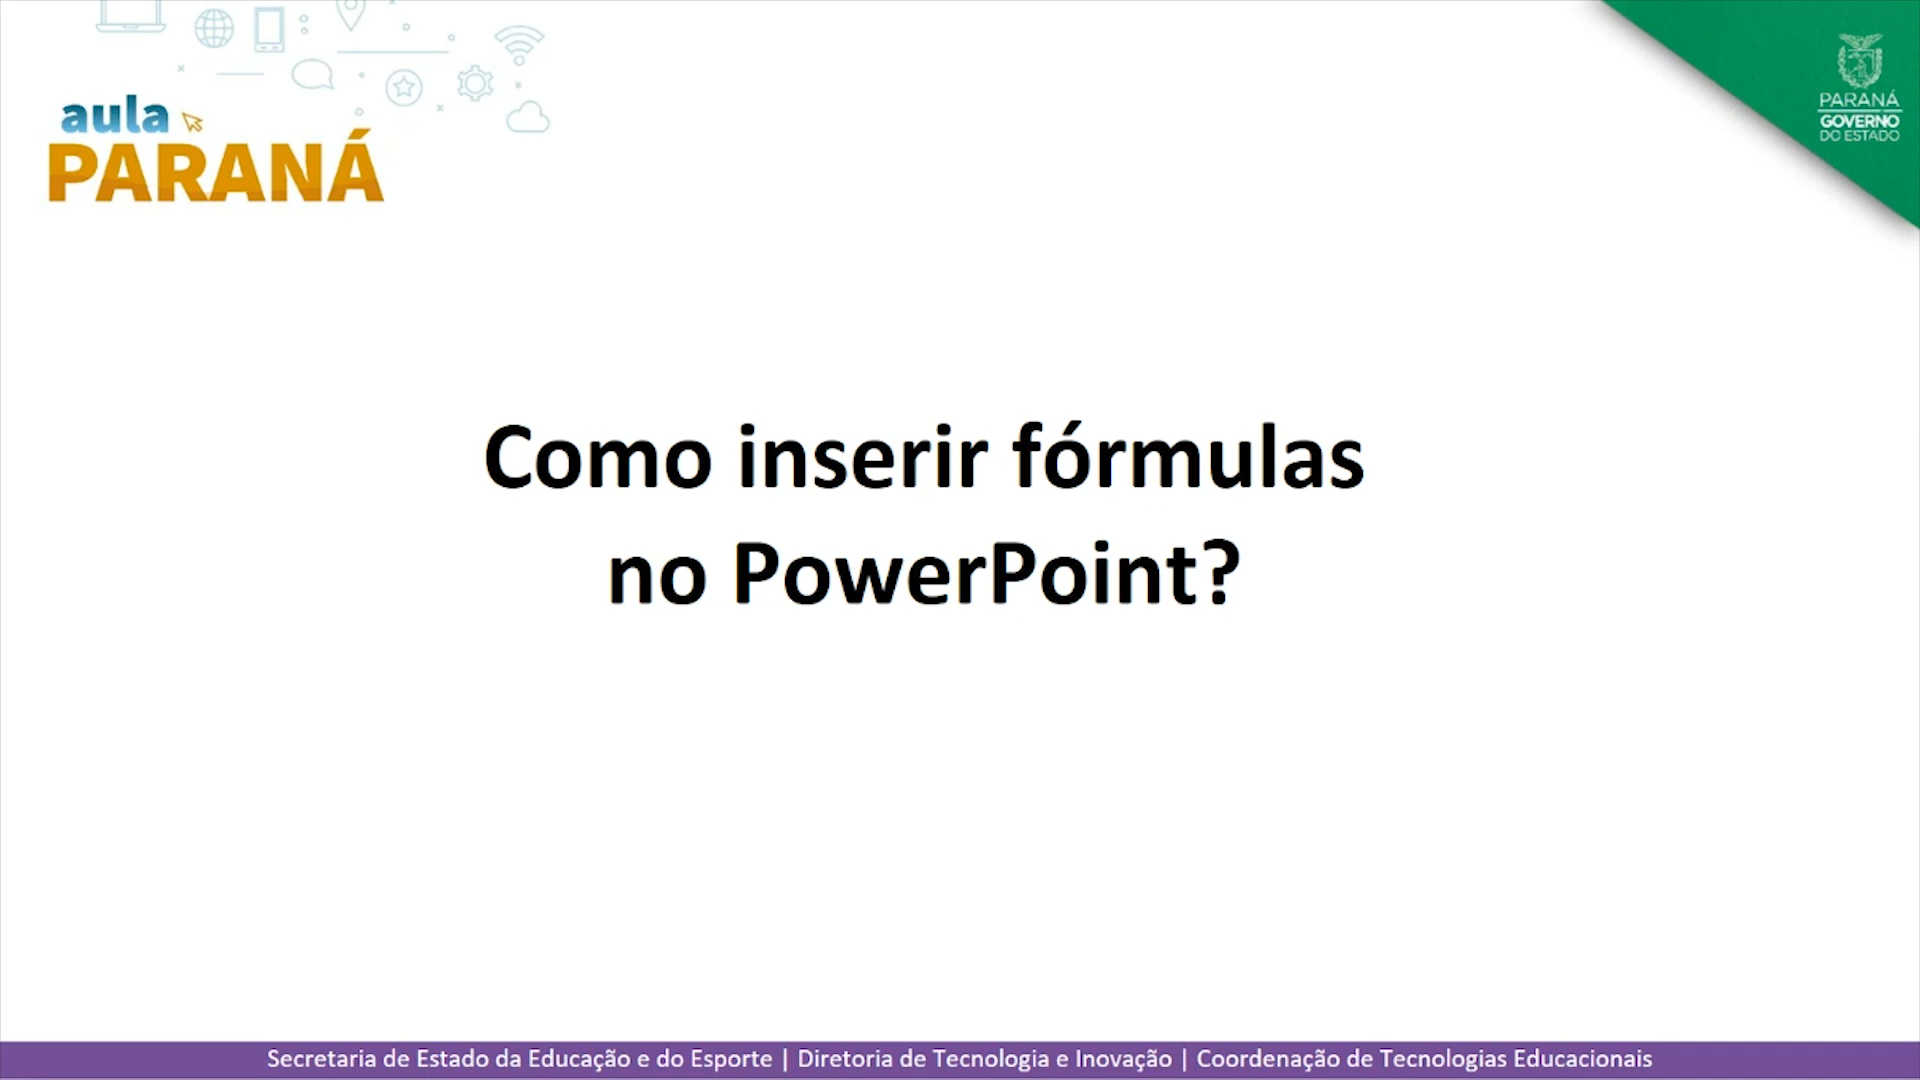 aula
PARANÁ
PARANÁ
GOVERNO
DO ESTADO
Como inserir fórmulas
no PowerPoint?
Secretaria de Estado da Educação e do Esporte | Diretoria de Tecnologia e Inovação | Coordenação de Tecnologias Educacionais